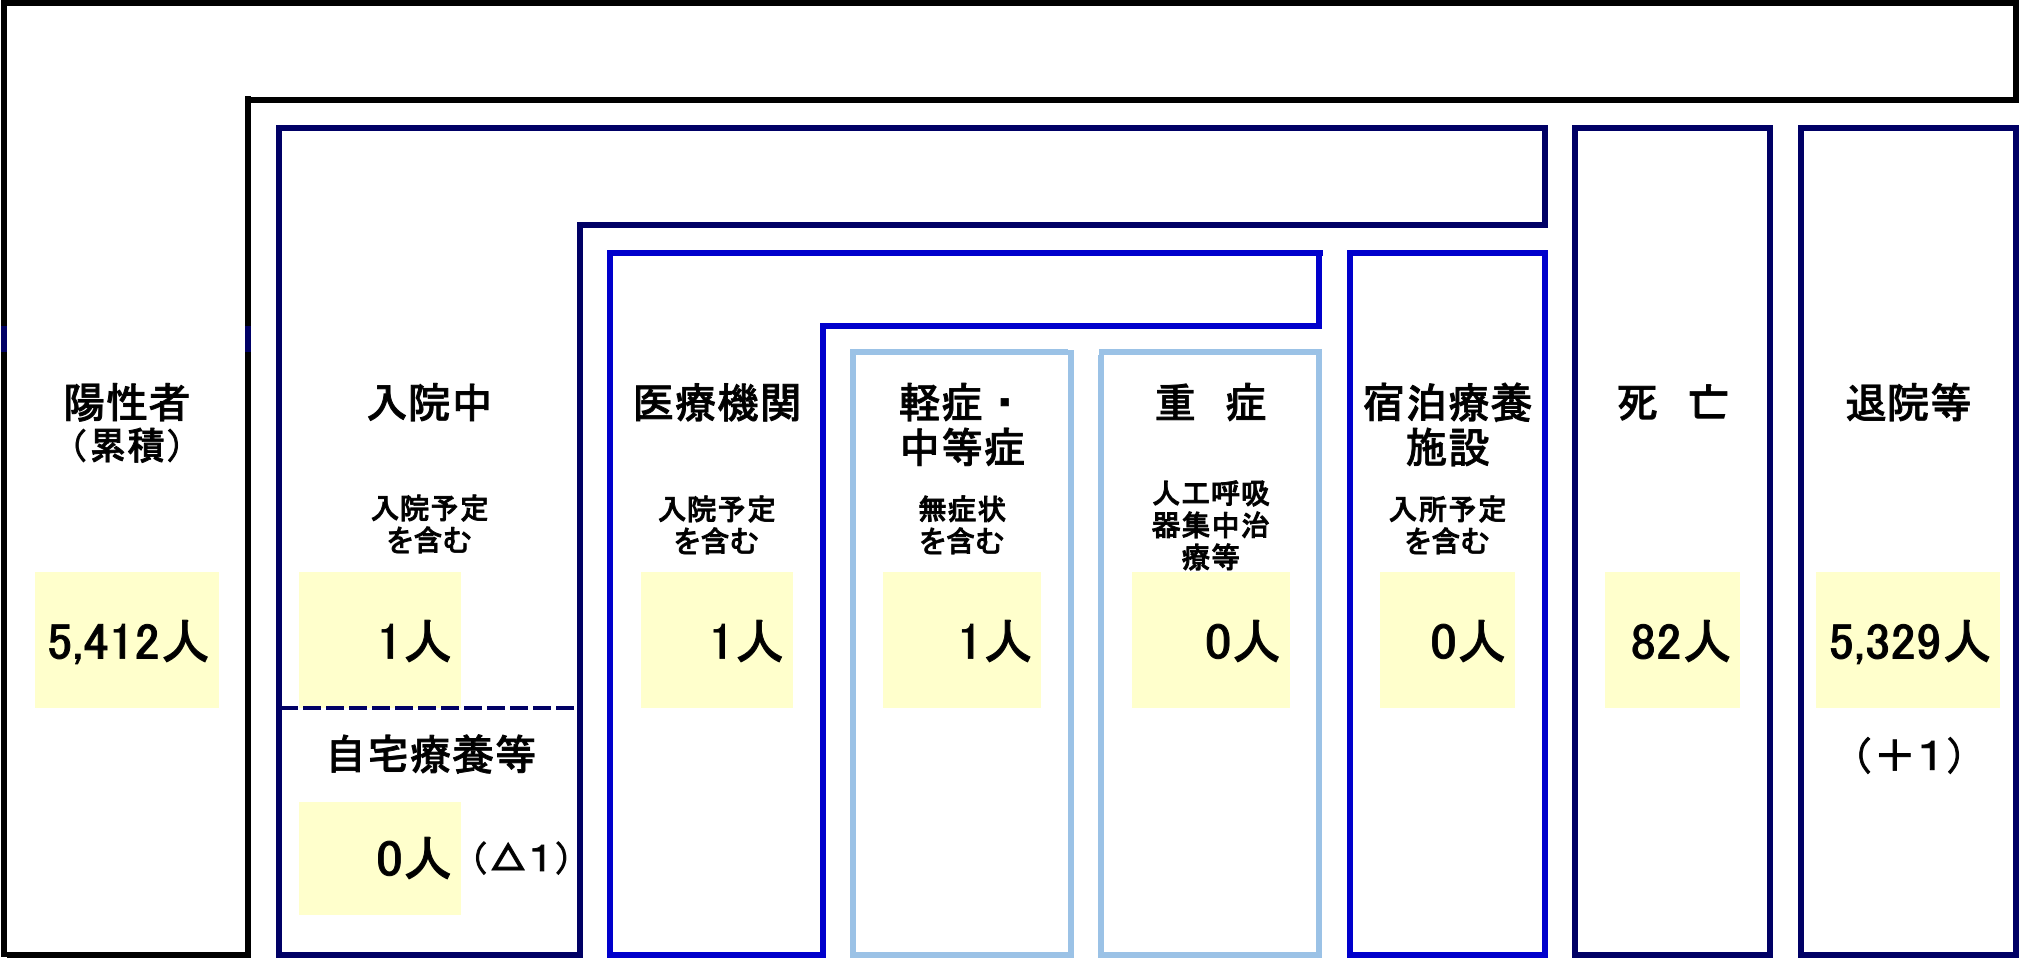 陽性者
（累積）
5,412人
入院中
入院予定
を含む
1人
自宅療養等
0人（△1）
医療機関
入院予定
を含む
1人
軽症・
中等症
無症状
を含む
1人
重　症
人工呼吸
器集中治
療等
0人
宿泊療養
施設
入所予定
を含む
0人
死　亡
82人
退院等
5,329人
（＋1）